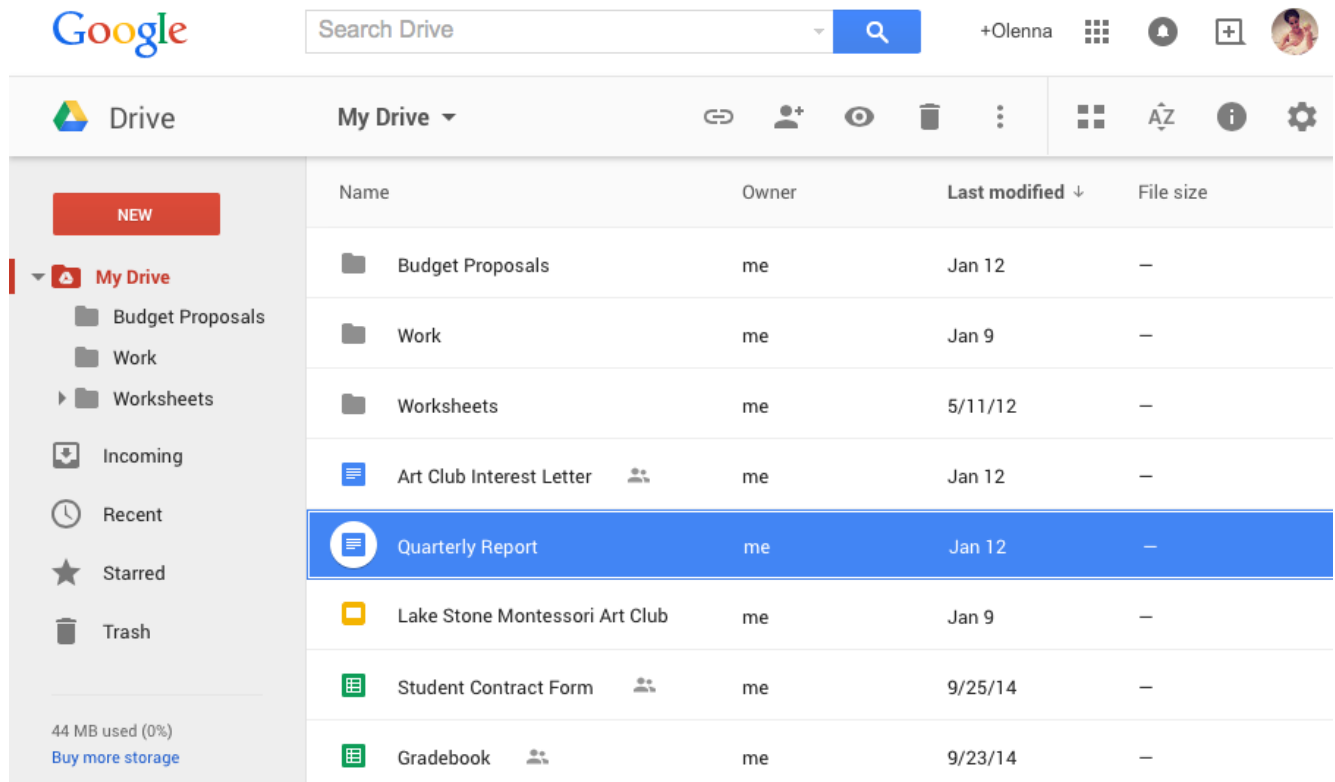 Google
Search Drive
+Olenna
Drive
My Drive
AZ
NEW
My Drive
Budget Proposals
Work
Worksheets
Incoming
Recent
Starred
Trash
44 MB used (0%)
Buy more storage
Name Owner Last modified File size
Budget Proposals me Jan 12 —
Work me Jan 9 —
Worksheets me 5/11/12 —
Art Club Interest Letter me Jan 12 —
Quarterly Report me Jan 12 —
Lake Stone Montessori Art Club me Jan 9 —
Student Contract Form me 9/25/14 —
Gradebook me 9/23/14 —